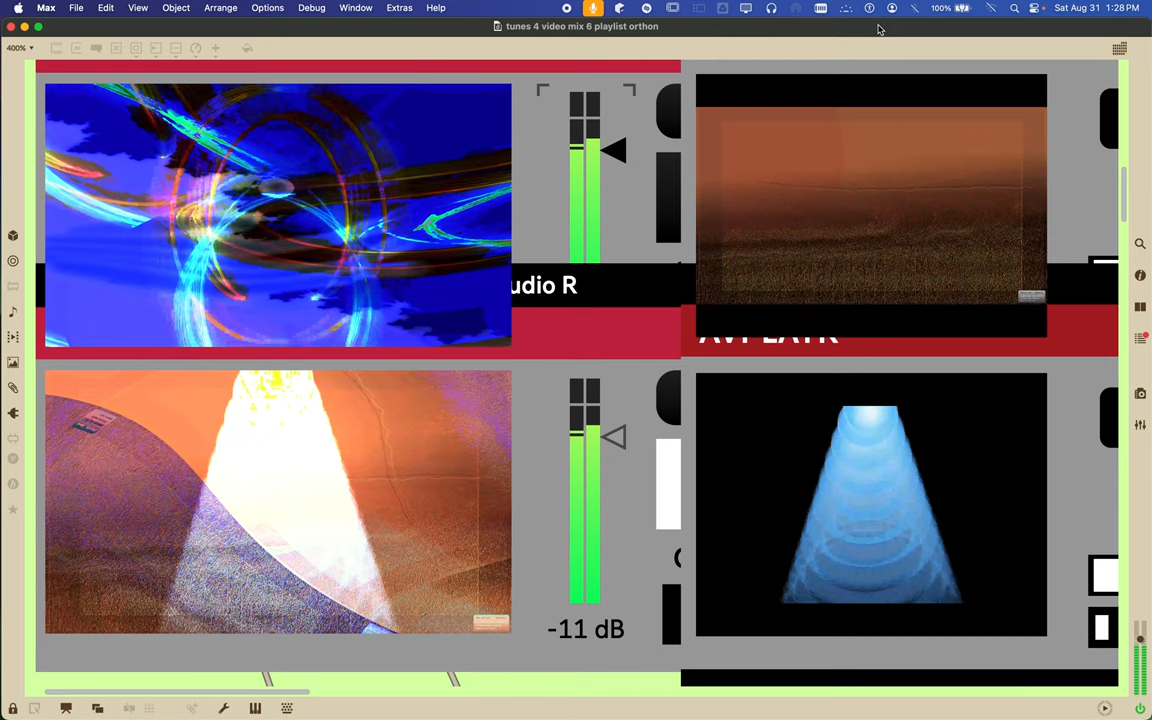 Max File Edit View Object Arrange Options Debug Window Extras Help
100% Sat Aug 31 1:28 PM
tunes 4 video mix 6 playlist orthon
400%
udio R
-11 dB